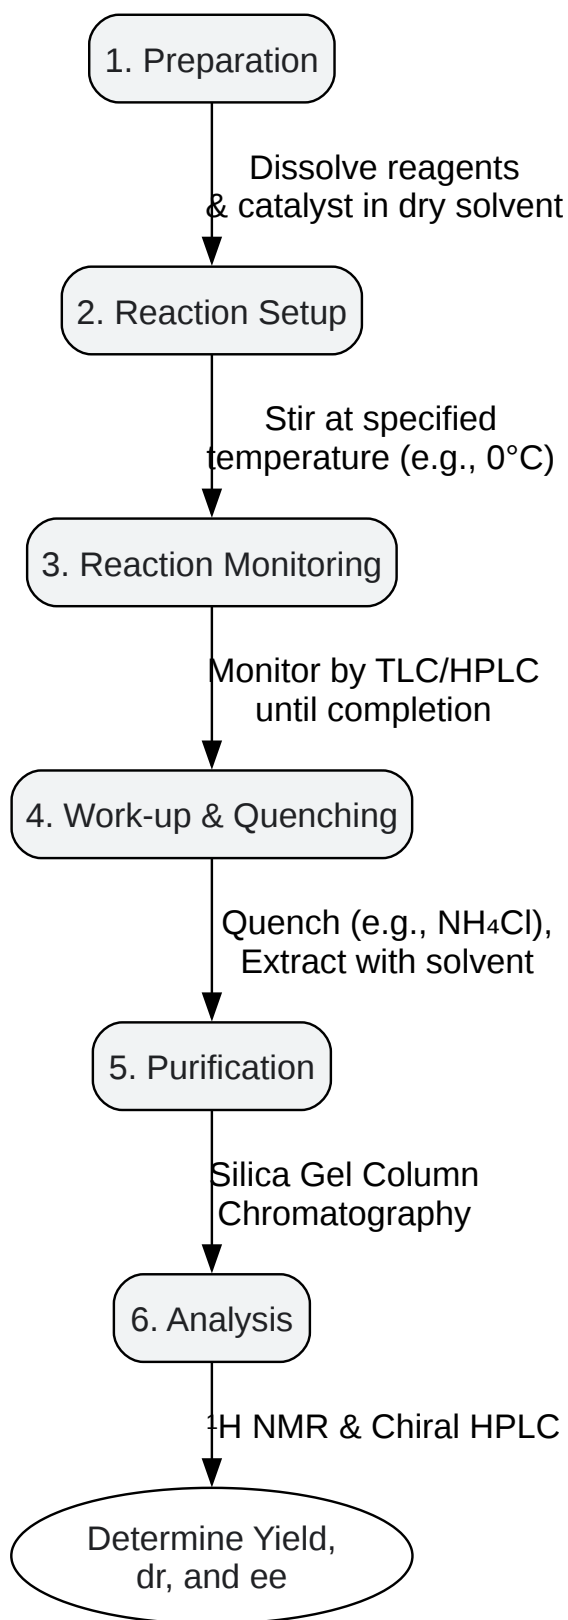 1. Preparation
Dissolve reagents
& catalyst in dry solvent
2. Reaction Setup
Stir at specified
temperature (e.g., 0°C)
3. Reaction Monitoring
Monitor by TLC/HPLC
until completion
4. Work-up & Quenching
Quench (e.g., NH₄Cl),
Extract with solvent
5. Purification
Silica Gel Column
Chromatography
6. Analysis
¹H NMR & Chiral HPLC
Determine Yield,
dr, and ee